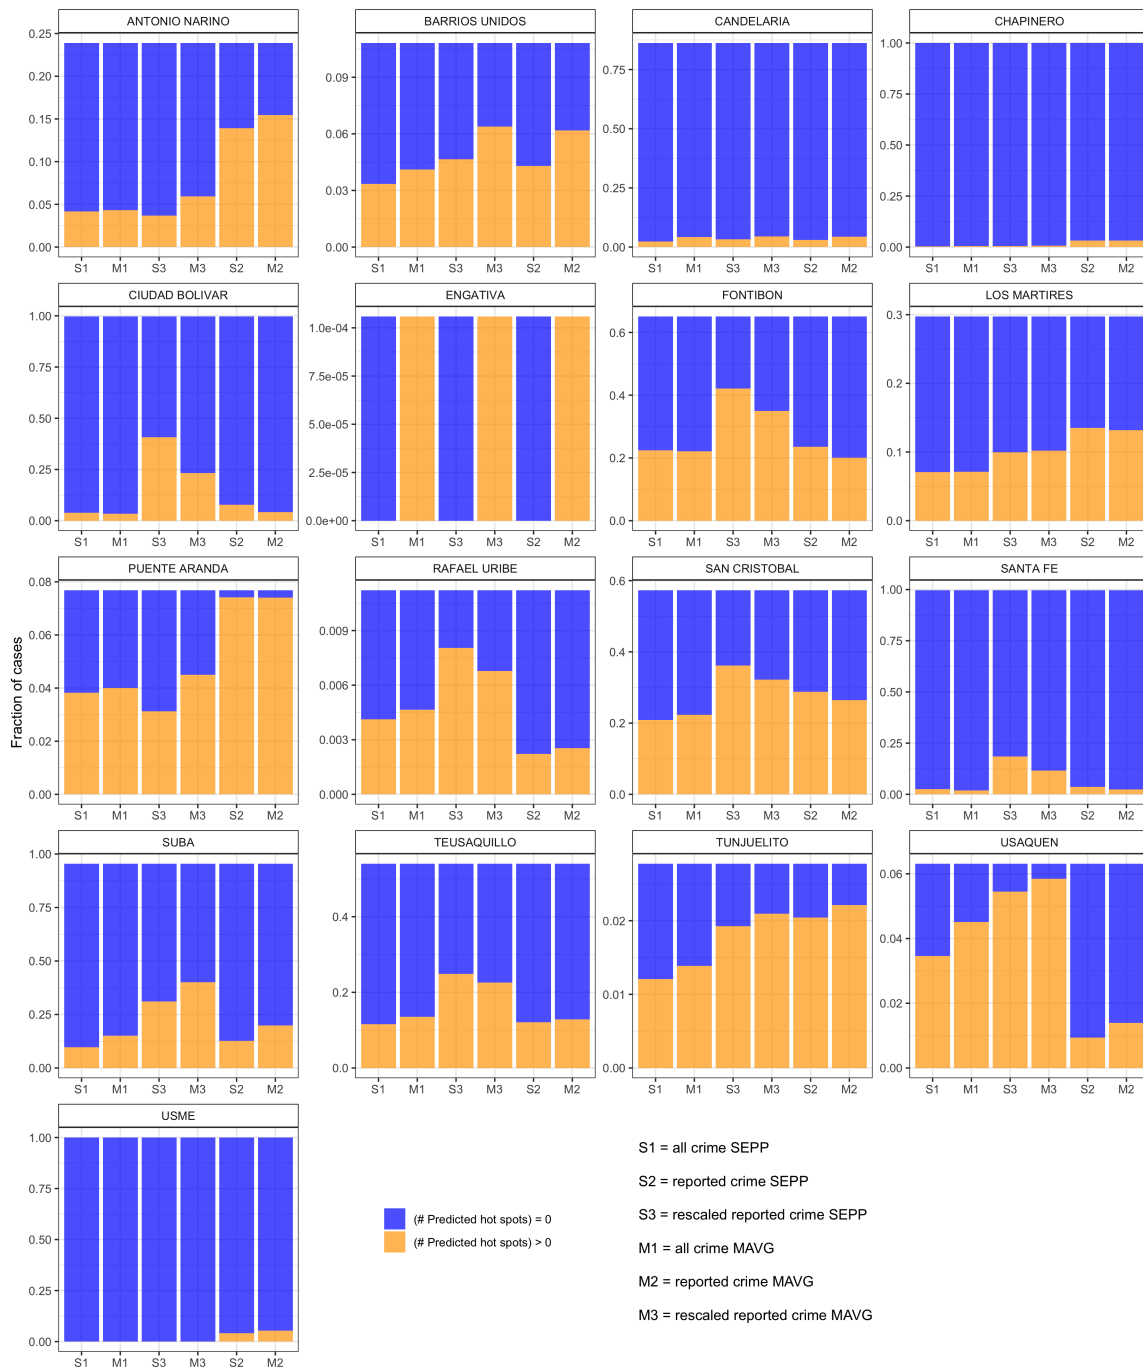 ANTONIO NARINO BARRIOS UNIDOS CANDELARIA CHAPINERO
0.25
0.20
0.15
0.10
0.05
0.00
0.09
0.06
0.03
0.00
0.75
0.50
0.25
0.00
1.00
0.75
0.50
0.25
0.00
S1 M1 S3 M3 S2 M2 S1 M1 S3 M3 S2 M2 S1 M1 S3 M3 S2 M2 S1 M1 S3 M3 S2 M2
CIUDAD BOLIVAR ENGATIVA FONTIBON LOS MARTIRES
1.00
0.75
0.50
0.25
0.00
1.0e-04
7.5e-05
5.0e-05
2.5e-05
0.0e+00
0.6
0.4
0.2
0.0
0.3
0.2
0.1
0.0
S1 M1 S3 M3 S2 M2 S1 M1 S3 M3 S2 M2 S1 M1 S3 M3 S2 M2 S1 M1 S3 M3 S2 M2
Fraction of cases
PUENTE ARANDA RAFAEL URIBE SAN CRISTOBAL SANTA FE
0.08
0.06
0.04
0.02
0.00
0.009
0.006
0.003
0.000
0.6
0.4
0.2
0.0
1.00
0.75
0.50
0.25
0.00
S1 M1 S3 M3 S2 M2 S1 M1 S3 M3 S2 M2 S1 M1 S3 M3 S2 M2 S1 M1 S3 M3 S2 M2
SUBA TEUSAQUILLO TUNJUELITO USAQUEN
1.00
0.75
0.50
0.25
0.00
0.4
0.2
0.0
0.02
0.01
0.00
0.06
0.04
0.02
0.00
S1 M1 S3 M3 S2 M2 S1 M1 S3 M3 S2 M2 S1 M1 S3 M3 S2 M2 S1 M1 S3 M3 S2 M2
USME
1.00
0.75
0.50
0.25
0.00
S1 M1 S3 M3 S2 M2
(# Predicted hot spots) = 0
(# Predicted hot spots) > 0
S1 = all crime SEPP
S2 = reported crime SEPP
S3 = rescaled reported crime SEPP
M1 = all crime MAVG
M2 = reported crime MAVG
M3 = rescaled reported crime MAVG